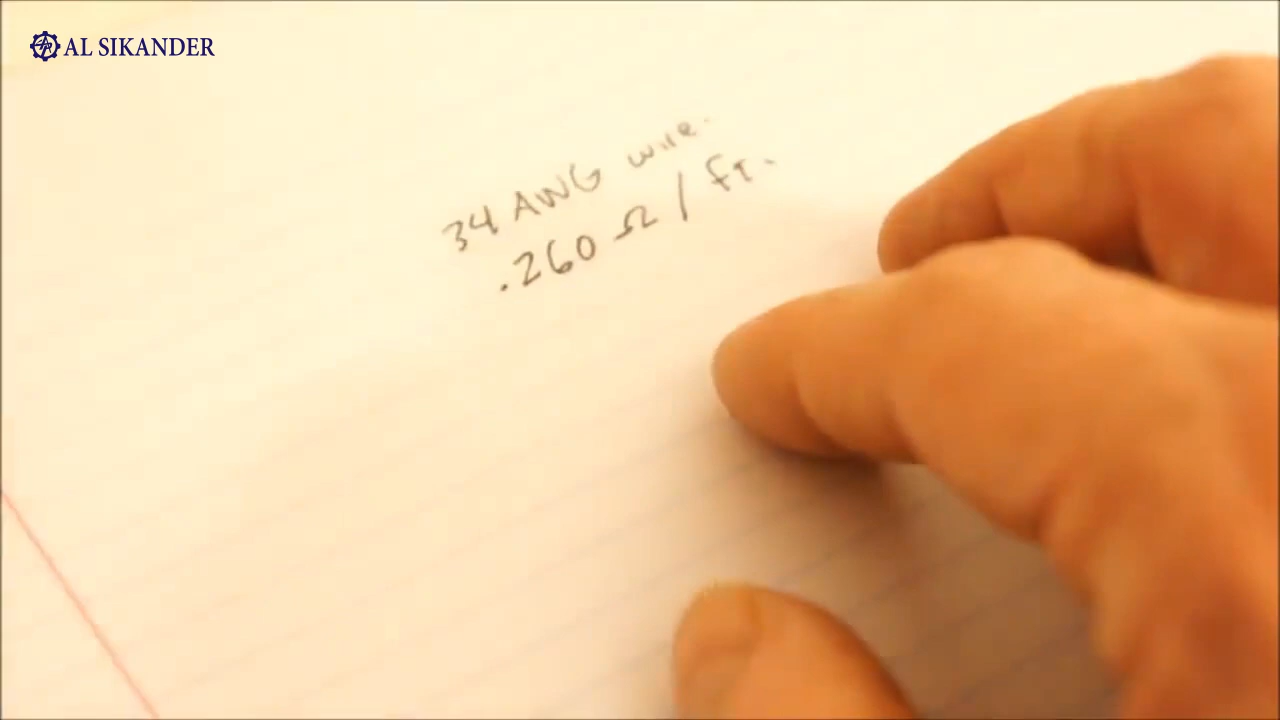 AL SIKANDER
34 AWG wire.
.260 Ω / ft.